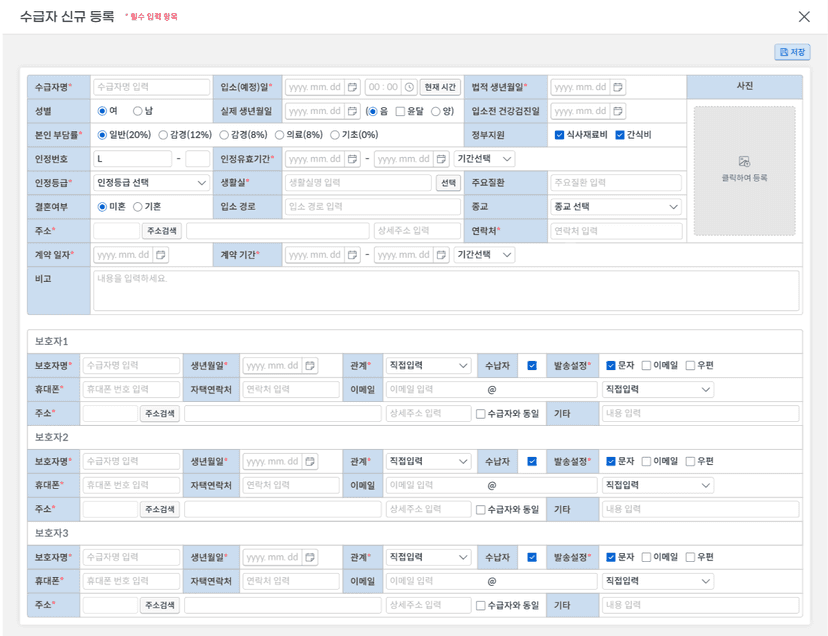 수급자 신규 등록 * 필수 입력 항목
저장
수급자명* 수급자명 입력 입소(예정)일* yyyy. mm. dd 00 : 00 현재 시간 법적 생년월일* yyyy. mm. dd 사진
성별 여 남 실제 생년월일 yyyy. mm. dd (음 윤달 양) 입소전 건강검진일 yyyy. mm. dd
본인 부담률* 일반(20%) 감경(12%) 감경(8%) 의료(8%) 기초(0%) 정부지원 식사재료비 간식비
인정번호 L - 인정유효기간* yyyy. mm. dd - yyyy. mm. dd 기간선택
클릭하여 등록
인정등급* 인정등급 선택 생활실* 생활실명 입력 선택 주요질환 주요질환 입력
결혼여부 미혼 기혼 입소 경로 입소 경로 입력 종교 종교 선택
주소* 주소검색 상세주소 입력 연락처* 연락처 입력
계약 일자* yyyy. mm. dd 계약 기간* yyyy. mm. dd - yyyy. mm. dd 기간선택
비고 내용을 입력하세요.
보호자1
보호자명* 수급자명 입력 생년월일* yyyy. mm. dd 관계* 직접입력 수납자 발송설정* 문자 이메일 우편
휴대폰* 휴대폰 번호 입력 자택연락처 연락처 입력 이메일 이메일 입력 @ 직접입력
주소* 주소검색 상세주소 입력 수급자와 동일 기타 내용 입력
보호자2
보호자명* 수급자명 입력 생년월일* yyyy. mm. dd 관계* 직접입력 수납자 발송설정* 문자 이메일 우편
휴대폰* 휴대폰 번호 입력 자택연락처 연락처 입력 이메일 이메일 입력 @ 직접입력
주소* 주소검색 상세주소 입력 수급자와 동일 기타 내용 입력
보호자3
보호자명* 수급자명 입력 생년월일* yyyy. mm. dd 관계* 직접입력 수납자 발송설정* 문자 이메일 우편
휴대폰* 휴대폰 번호 입력 자택연락처 연락처 입력 이메일 이메일 입력 @ 직접입력
주소* 주소검색 상세주소 입력 수급자와 동일 기타 내용 입력